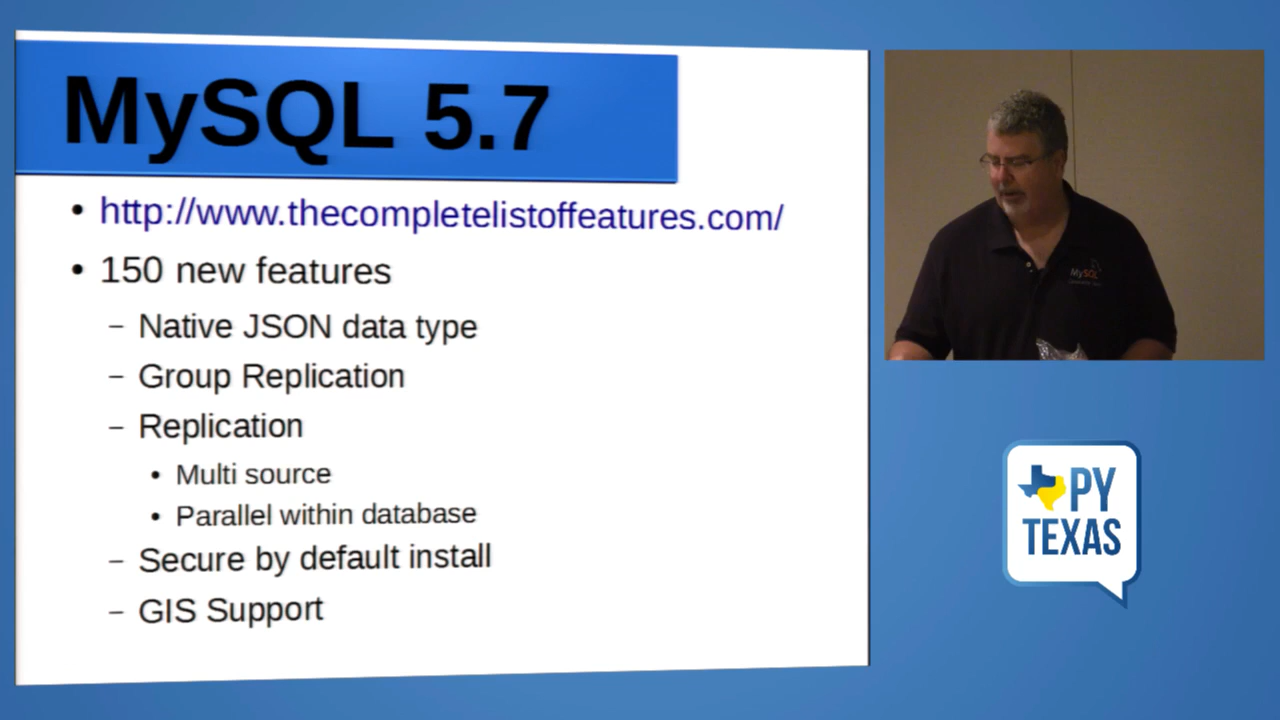 MySQL 5.7
• http://www.thecompletelistoffeatures.com/
• 150 new features
– Native JSON data type
– Group Replication
– Replication
• Multi source
• Parallel within database
– Secure by default install
– GIS Support
MySQL
PY
TEXAS